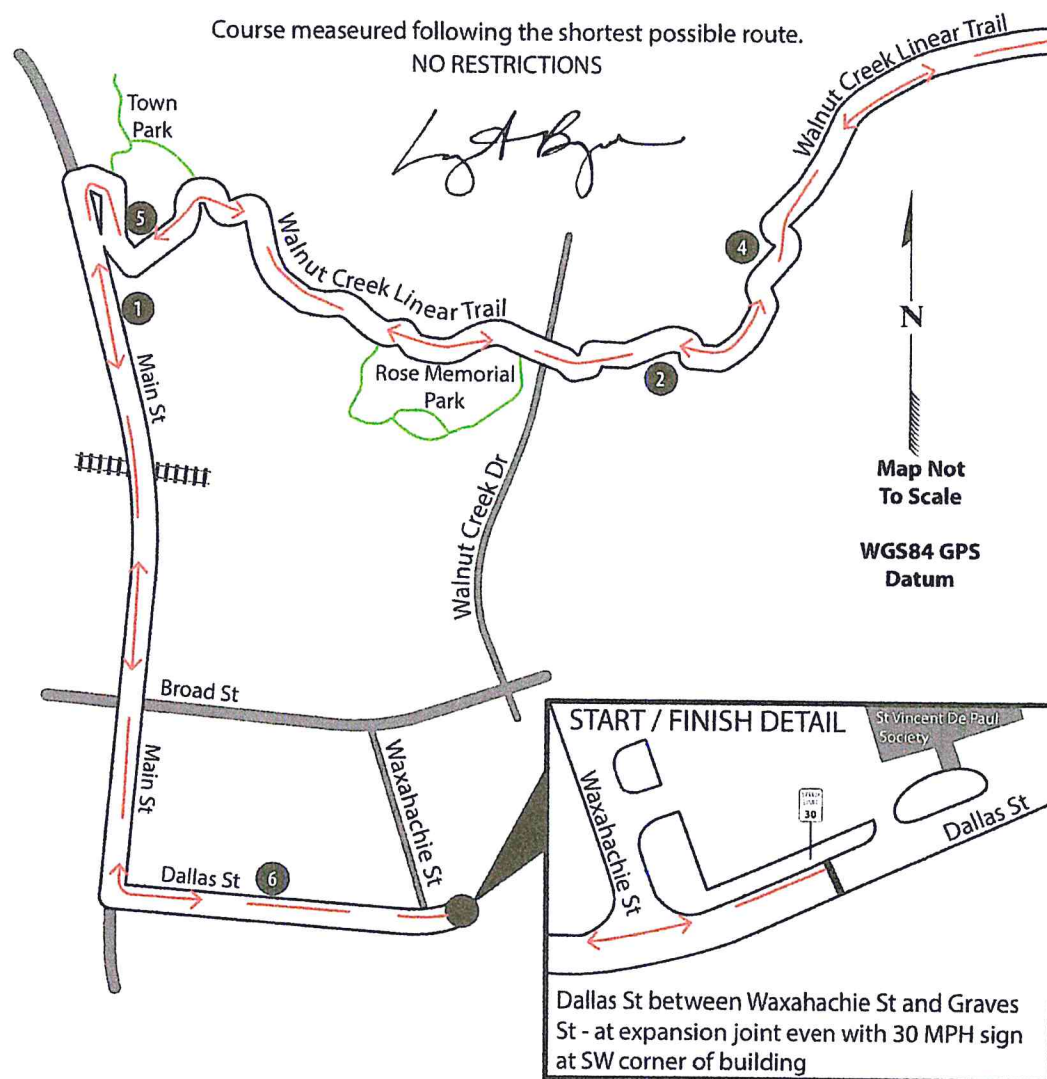 Course measeured following the shortest possible route.
NO RESTRICTIONS
Walnut Creek Linear Trail
Town
Park
5
1
Walnut Creek Linear Trail
4
N
2
Rose Memorial
Park
Main St
Map Not
To Scale
WGS84 GPS
Datum
Walnut Creek Dr
Broad St
Main St
Waxahachie St
Dallas St
6
START / FINISH DETAIL
St Vincent De Paul
Society
Waxahachie St
30
Dallas St
Dallas St between Waxahachie St and Graves
St - at expansion joint even with 30 MPH sign
at SW corner of building